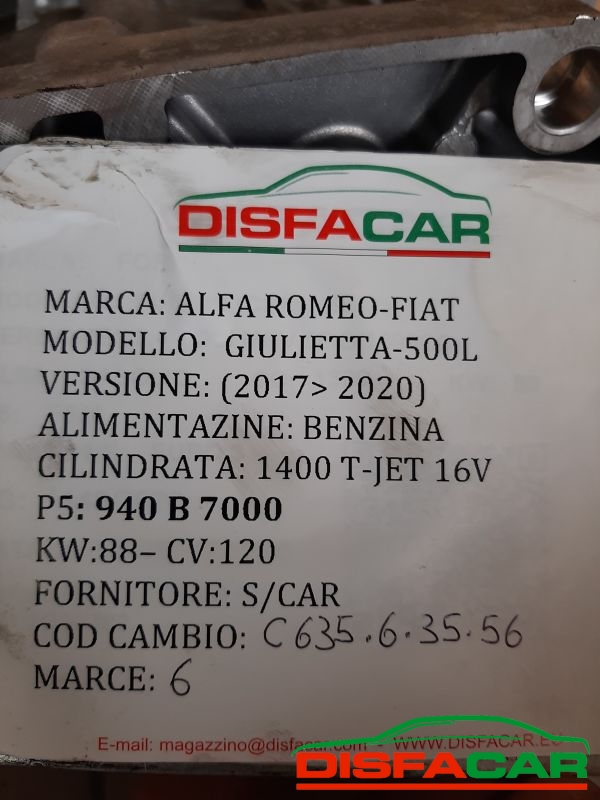 DISFACAR
MARCA: ALFA ROMEO-FIAT
MODELLO: GIULIETTA-500L
VERSIONE: (2017> 2020)
ALIMENTAZINE: BENZINA
CILINDRATA: 1400 T-JET 16V
P5: 940 B 7000
KW:88– CV:120
FORNITORE: S/CAR
COD CAMBIO: C635.6.35.56
MARCE: 6
E-mail: magazzino@disfacar.com - WWW.DISFACAR.EU
DISFACAR